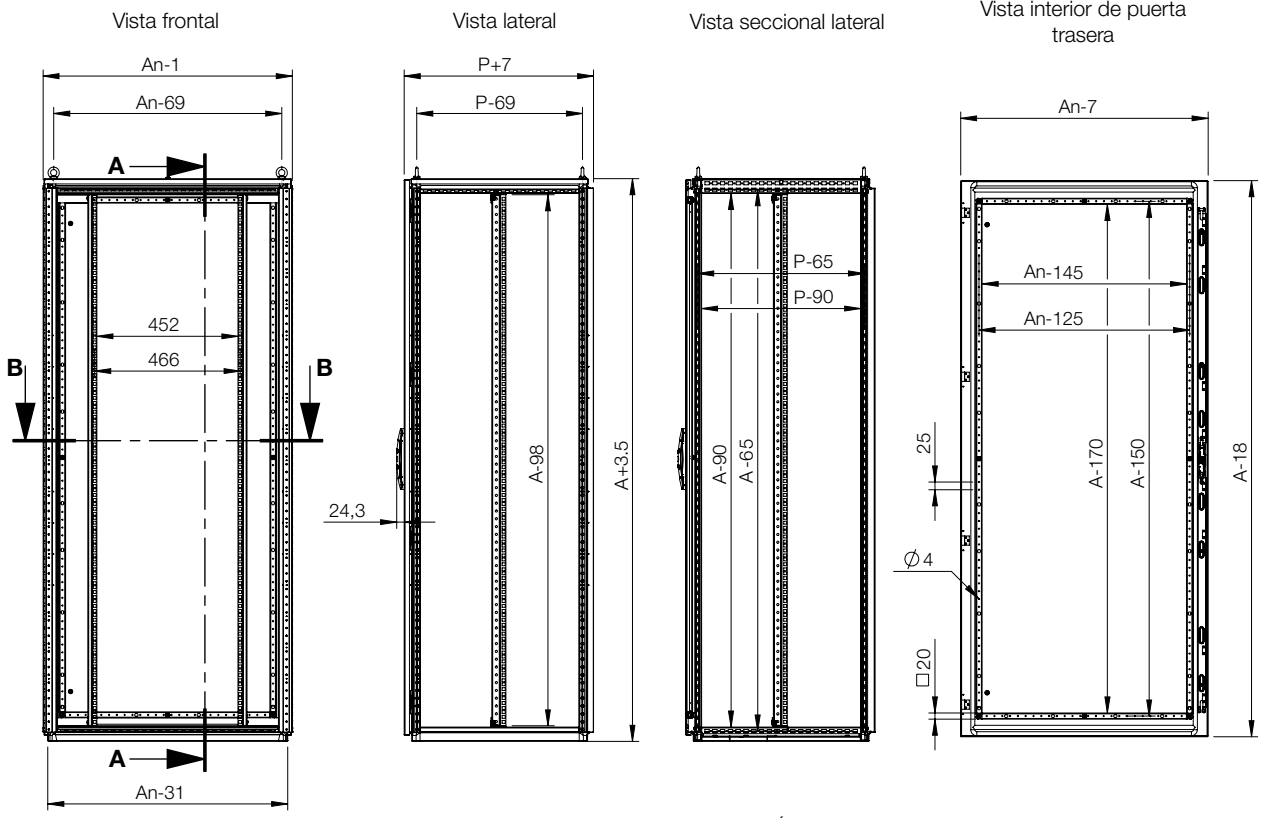 Vista frontal
An-1
An-69
A
452
466
B
B
A
An-31
Vista lateral
P+7
P-69
A-98
A+3.5
24,3
Vista seccional lateral
P-65
P-90
A-90
A -65
Vista interior de puerta
trasera
An-7
An-145
An-125
25
A-170
A-150
A-18
∅4
□20